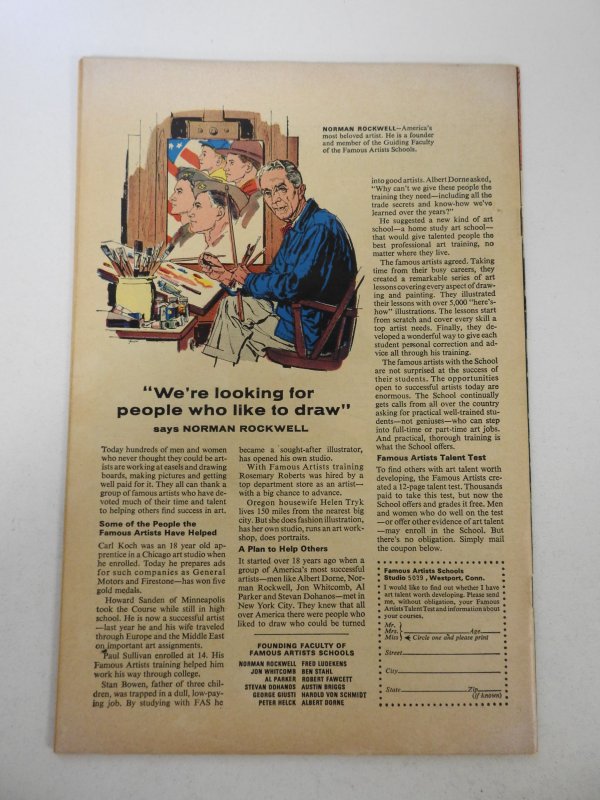 NORMAN ROCKWELL—America's
most beloved artist. He is a founder
and member of the Guiding Faculty
of the Famous Artists Schools.
"We're looking for
people who like to draw"
says NORMAN ROCKWELL
Today hundreds of men and women
who never thought they could be art-
ists are working at easels and drawing
boards, making pictures and getting
well paid for it. They all can thank a
group of famous artists who have de-
voted much of their time and talent
to helping others find success in art.
Some of the People the
Famous Artists Have Helped
Carl Koch was an 18 year old ap-
prentice in a Chicago art studio when
he enrolled. Today he prepares ads
for such companies as General
Motors and Firestone—has won five
gold medals.
Howard Sanden of Minneapolis
took the Course while still in high
school. He is now a successful artist
—last year he and his wife traveled
through Europe and the Middle East
on important art assignments.
Paul Sullivan enrolled at 14. His
Famous Artists training helped him
work his way through college.
Stan Bowen, father of three chil-
dren, was trapped in a dull, low-pay-
ing job. By studying with FAS he
became a sought-after illustrator,
has opened his own studio.
With Famous Artists training
Rosemary Roberts was hired by a
top department store as an artist—
with a big chance to advance.
Oregon housewife Helen Tryk
lives 150 miles from the nearest big
city. But she does fashion illustration,
has her own studio, runs an art work-
shop, does portraits.
A Plan to Help Others
It started over 18 years ago when a
group of America's most successful
artists—men like Albert Dorne, Nor-
man Rockwell, Jon Whitcomb, Al
Parker and Stevan Dohanos—met in
New York City. They knew that all
over America there were people who
liked to draw who could be turned
FOUNDING FACULTY OF
FAMOUS ARTISTS SCHOOLS
NORMAN ROCKWELL FRED LUDEKENS
JON WHITCOMB BEN STAHL
AL PARKER ROBERT FAWCETT
STEVAN DOHANOS AUSTIN BRIGGS
GEORGE GIUSTI HAROLD VON SCHMIDT
PETER HELCK ALBERT DORNE
into good artists. Albert Dorne asked,
"Why can't we give these people the
training they need—including all the
trade secrets and know-how we've
learned over the years?"
He suggested a new kind of art
school—a home study art school—
that would give talented people the
best professional art training, no
matter where they live.
The famous artists agreed. Taking
time from their busy careers, they
created a remarkable series of art
lessons covering every aspect of draw-
ing and painting. They illustrated
their lessons with over 5,000 "here's-
how" illustrations. The lessons start
from scratch and cover every skill a
top artist needs. Finally, they de-
veloped a wonderful way to give each
student personal correction and ad-
vice all through his training.
The famous artists with the School
are not surprised at the success of
their students. The opportunities
open to successful artists today are
enormous. The School continually
gets calls from all over the country
asking for practical well-trained stu-
dents—not geniuses—who can step
into full-time or part-time art jobs.
And practical, thorough training is
what the School offers.
Famous Artists Talent Test
To find others with art talent worth
developing, the Famous Artists cre-
ated a 12-page talent test. Thousands
paid to take this test, but now the
School offers and grades it free. Men
and women who do well on the test
—or offer other evidence of art talent
—may enroll in the School. But
there's no obligation. Simply mail
the coupon below.
Famous Artists Schools
Studio 5039, Westport, Conn.
I would like to find out whether I have
art talent worth developing. Please send
me, without obligation, your Famous
Artists Talent Test and information about
your courses.
Mr.
Mrs. Age
Miss Circle one and please print
Street
City
State Zip
(if known)